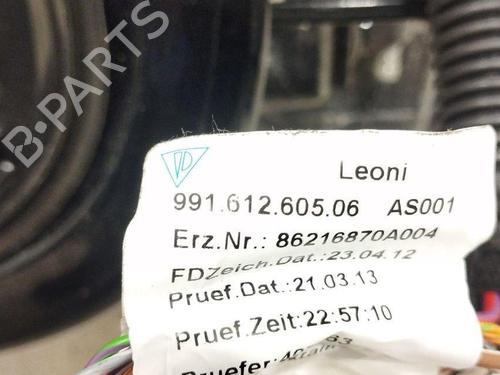 B·PARTS
Leoni
991.612.605.06 AS001
Erz.Nr.: 86216870A004
FDZeich.Dat.:23.04.12
Pruef.Dat.:21.03.13
Pruef.Zeit:22:57:10